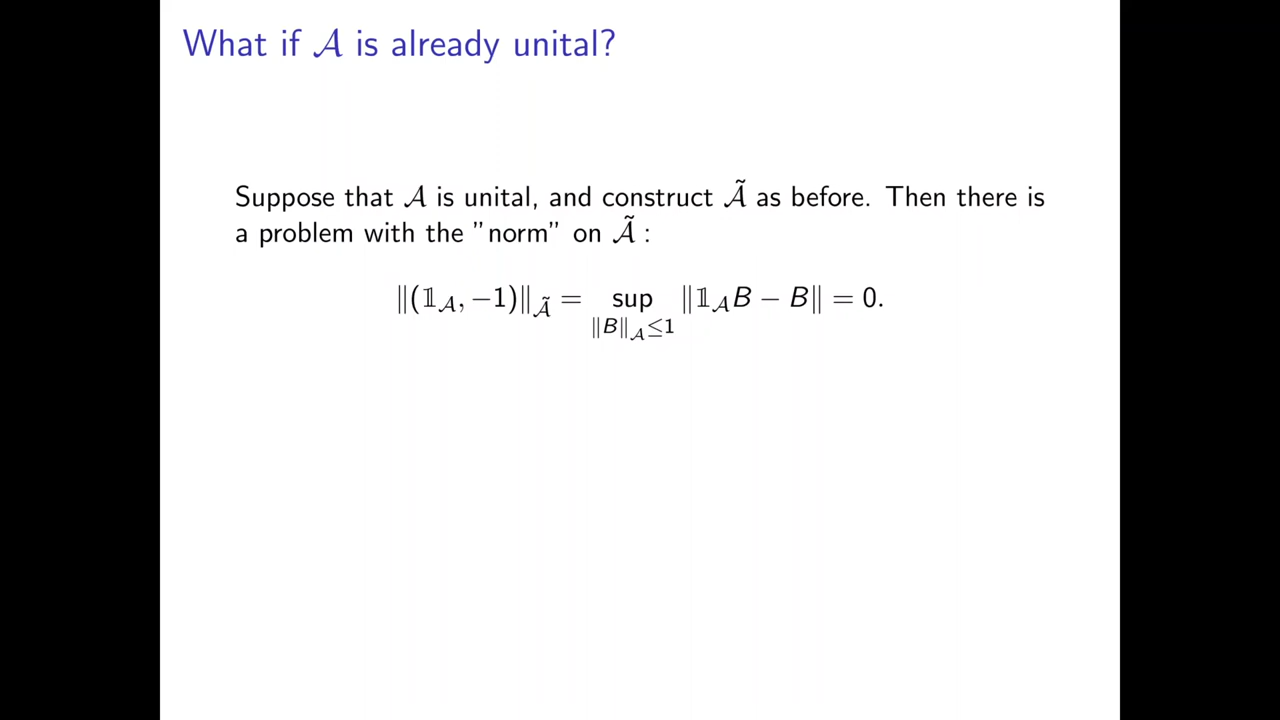 What if 𝒜 is already unital?
Suppose that 𝒜 is unital, and construct 𝒜̃ as before. Then there is
a problem with the "norm" on 𝒜̃ :
‖(𝟙_𝒜, −1)‖_𝒜̃ = sup_{‖B‖_𝒜≤1} ‖𝟙_𝒜B − B‖ = 0.